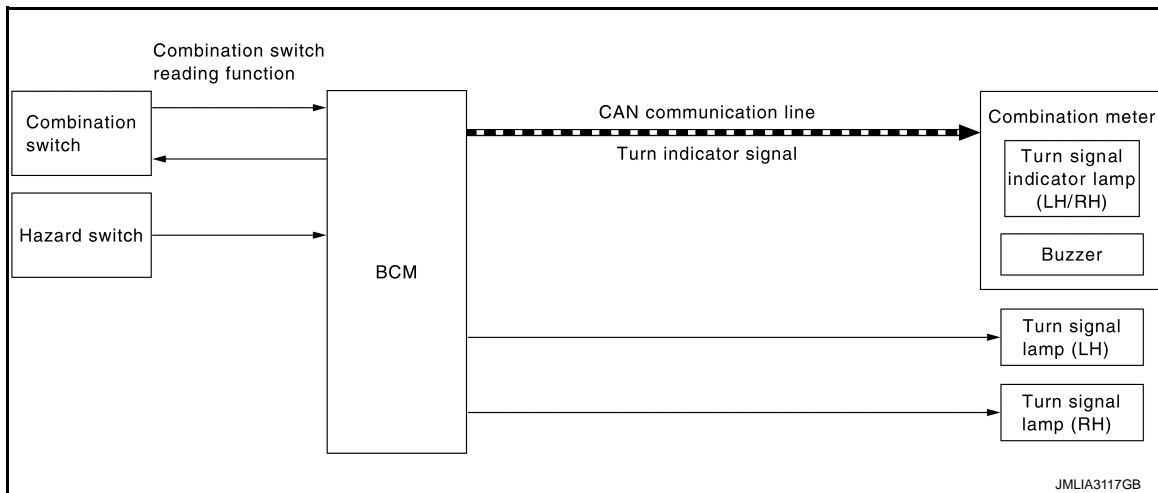 Combination switch
reading function
Combination
switch
Hazard switch
BCM
CAN communication line
Turn indicator signal
Combination meter
Turn signal
indicator lamp
(LH/RH)
Buzzer
Turn signal
lamp (LH)
Turn signal
lamp (RH)
JMLIA3117GB